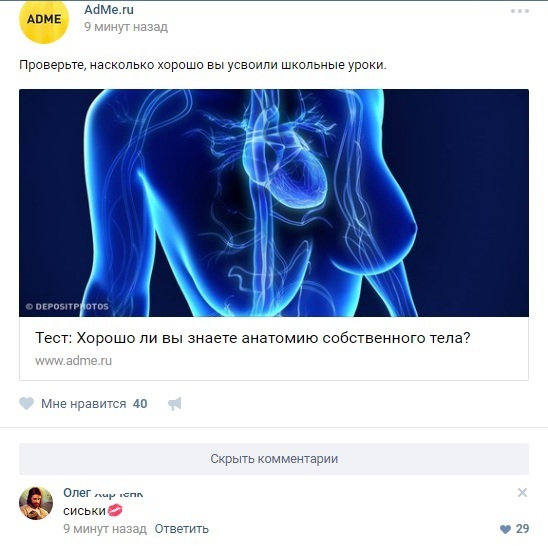 ADME
AdMe.ru
9 минут назад
Проверьте, насколько хорошо вы усвоили школьные уроки.
© DEPOSITPHOTOS
Тест: Хорошо ли вы знаете анатомию собственного тела?
www.adme.ru
Мне нравится 40
Скрыть комментарии
Олег
сиськи💋
9 минут назад Ответить
29